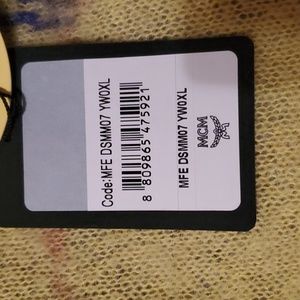 Code:MFE DSMM07 YW0XL
8 809865 475921
MFE DSMM07 YW0XL
MCM